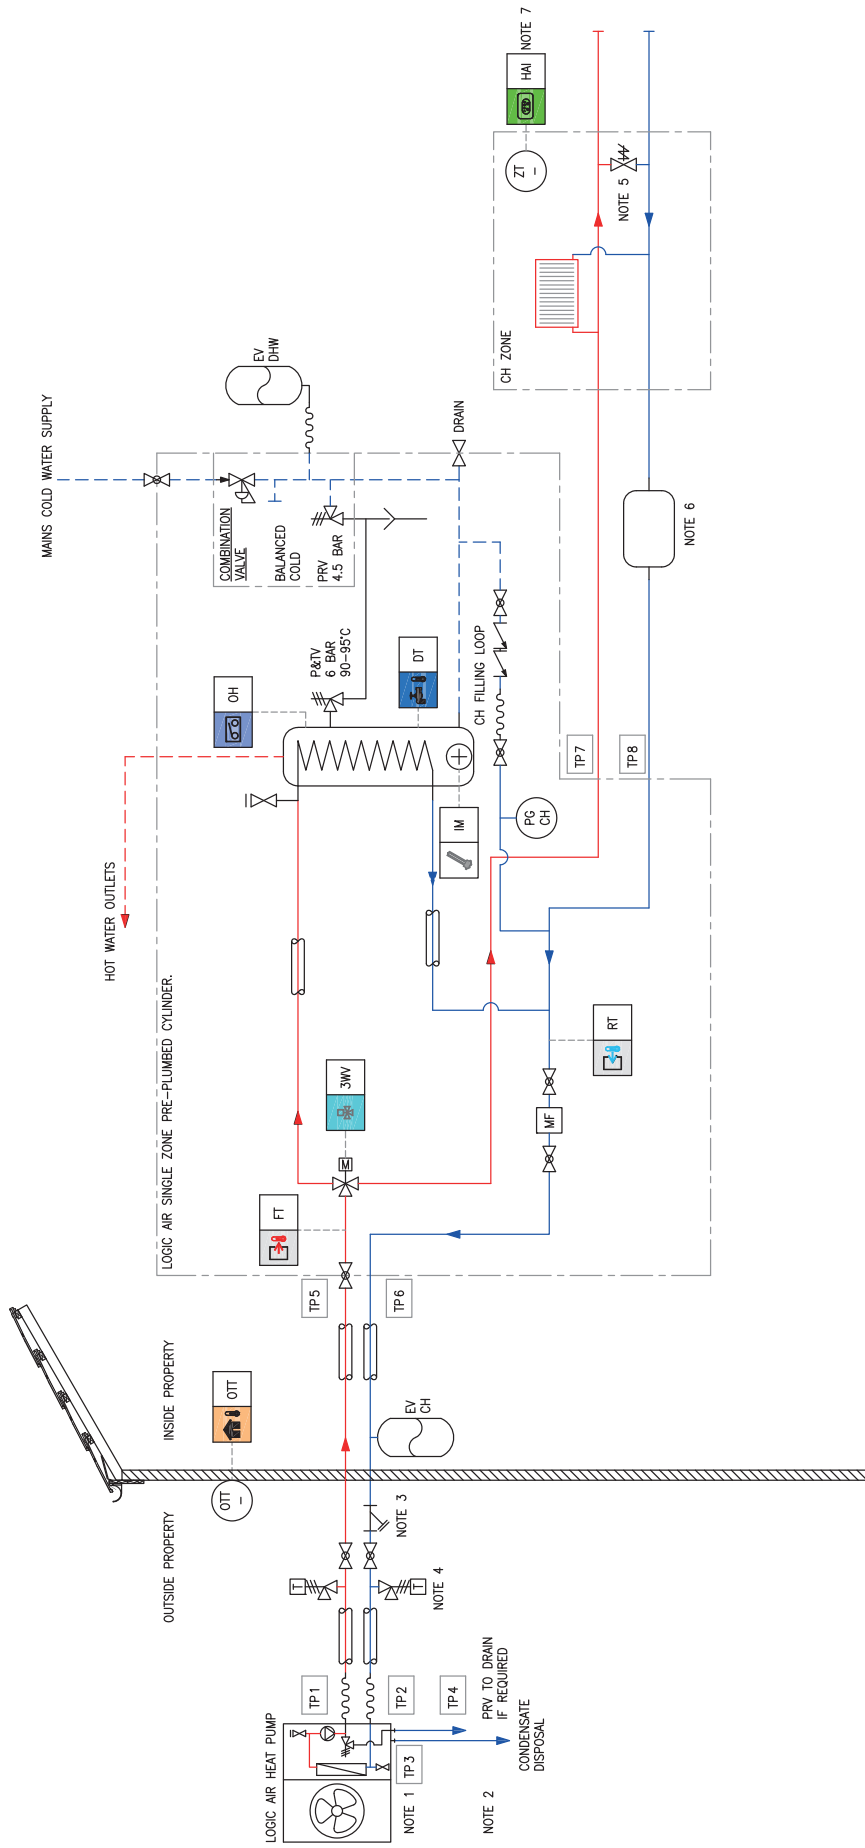 MAINS COLD WATER SUPPLY
HOT WATER OUTLETS
LOGIC AIR SINGLE ZONE PRE-PLUMBED CYLINDER.
INSIDE PROPERTY
OUTSIDE PROPERTY
LOGIC AIR HEAT PUMP
NOTE 1
NOTE 2
TP1
TP2
TP3
TP4
PRV TO DRAIN
IF REQUIRED
CONDENSATE
DISPOSAL
T
T
NOTE 4
NOTE 3
OTT
–
OTT
EV
CH
TP5
TP6
FT
M
3WV
MF
RT
IM
PG
CH
OH
DT
P&TV
6 BAR
90-95°C
COMBINATION
VALVE
BALANCED
COLD
PRV
4.5 BAR
EV
DHW
DRAIN
CH FILLING LOOP
TP7
TP8
NOTE 6
CH ZONE
NOTE 5
ZT
–
HAI
NOTE 7